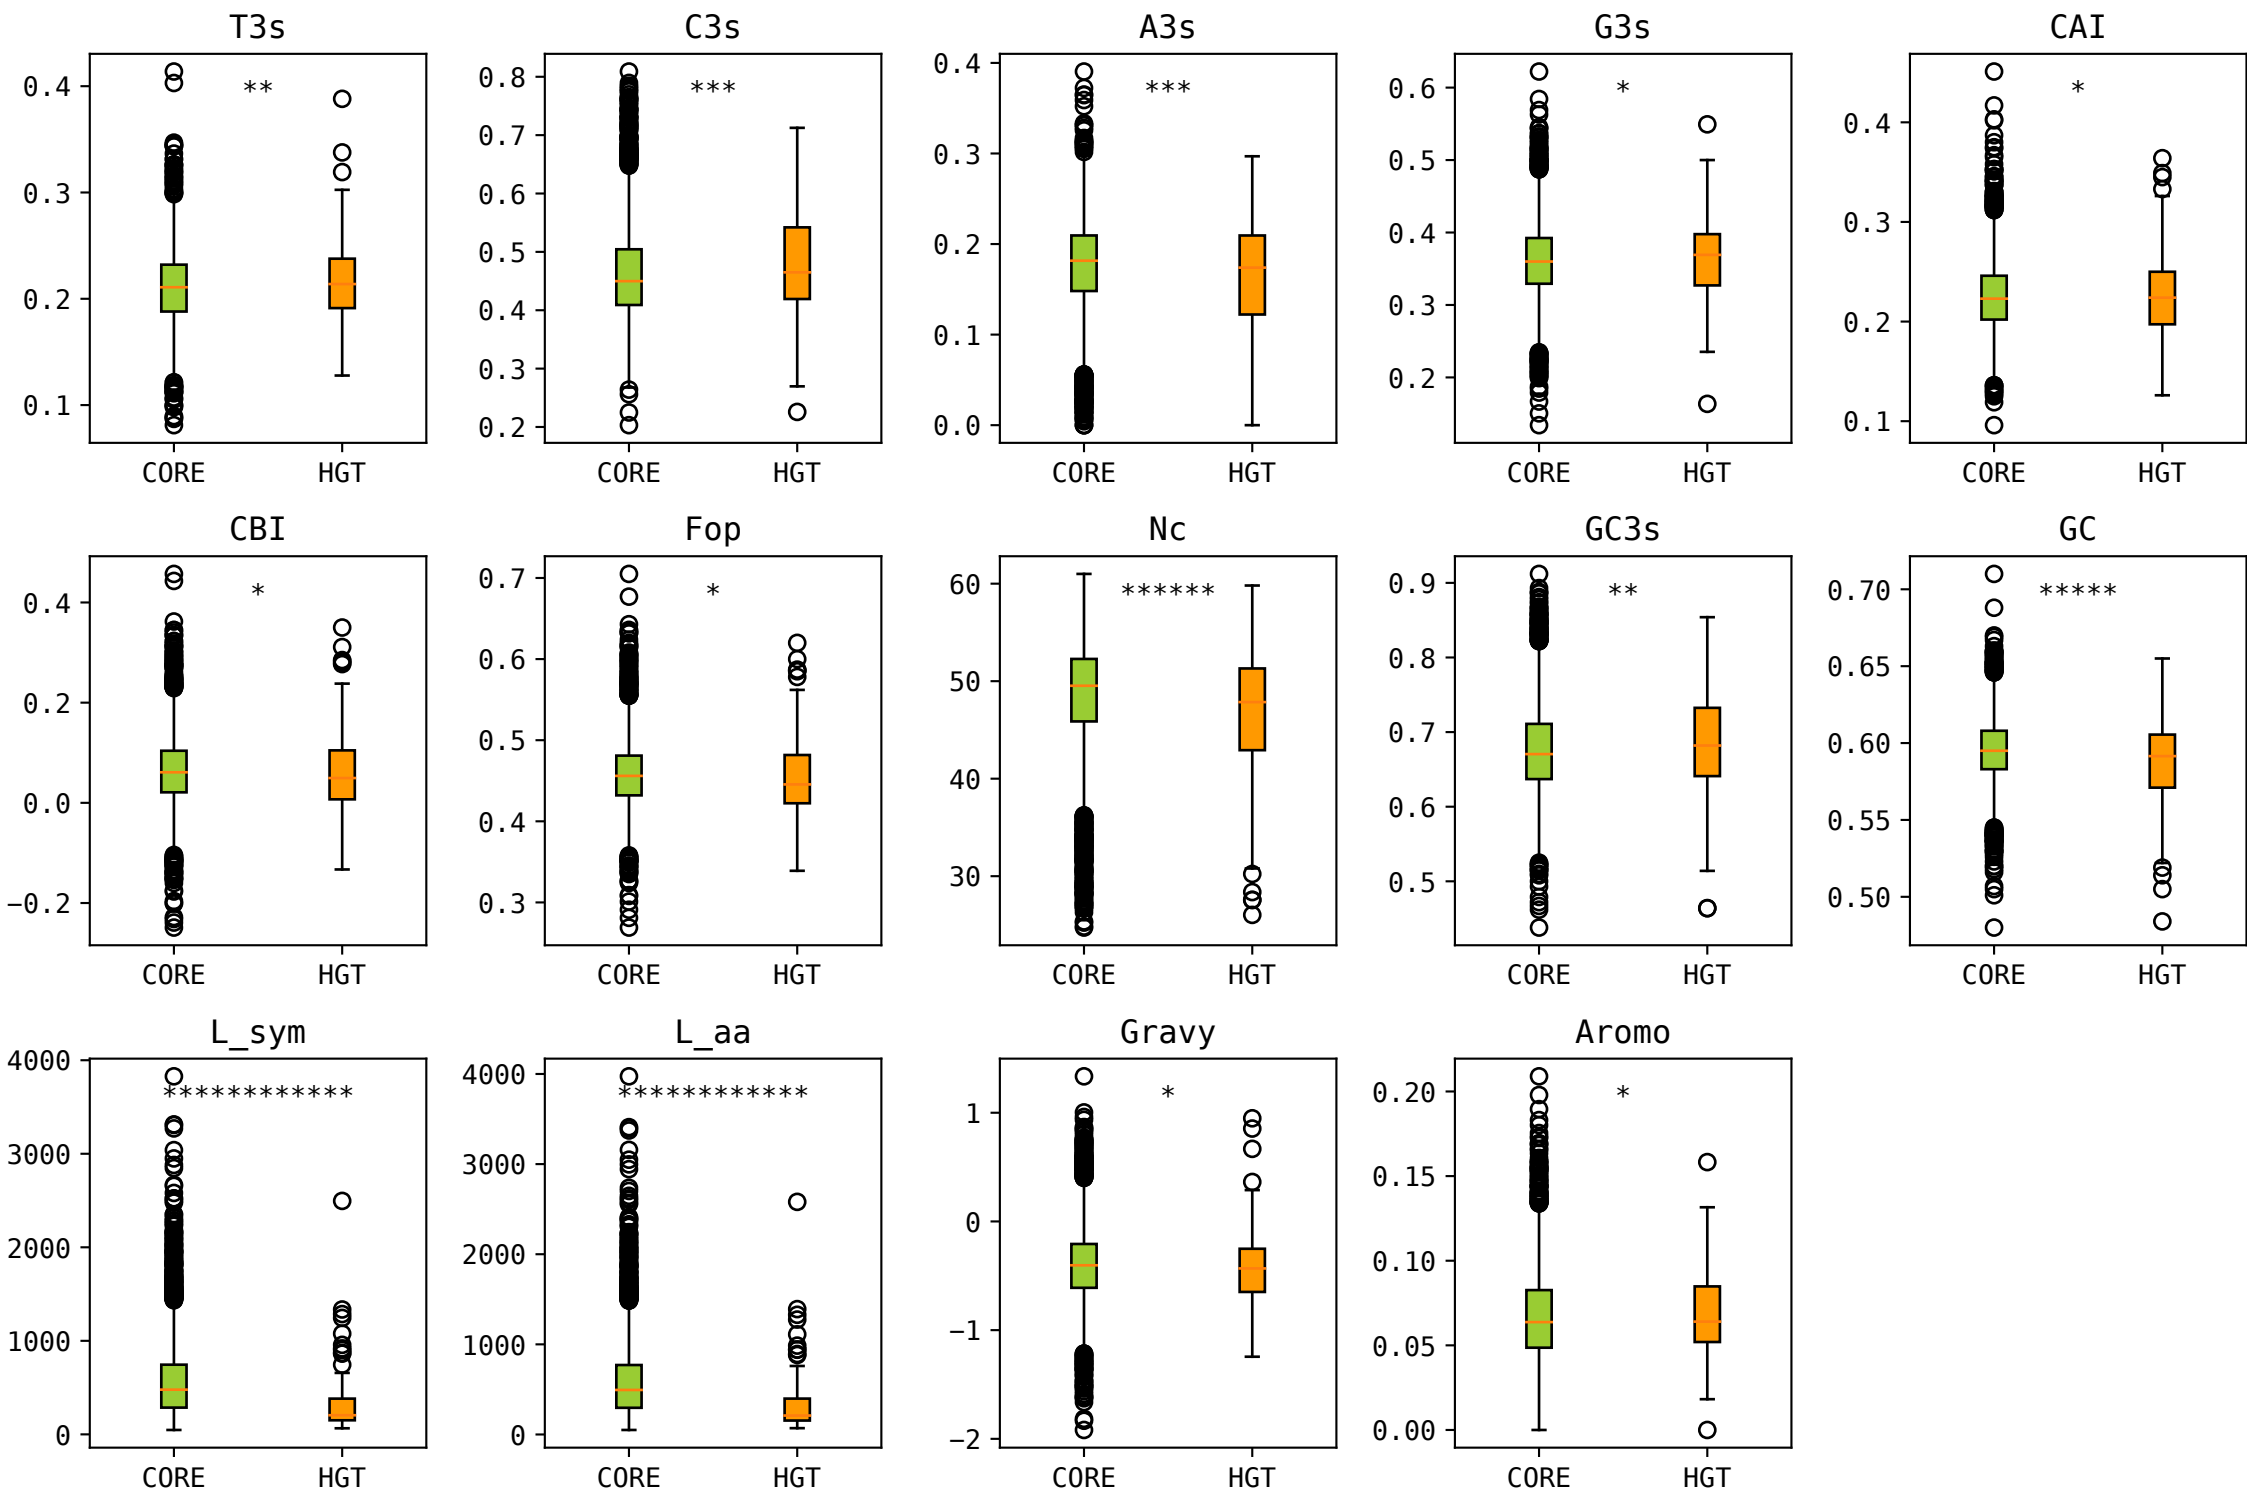 T3s
0.4
0.3
0.2
0.1
**
CORE HGT
C3s
0.8
0.7
0.6
0.5
0.4
0.3
0.2
***
CORE HGT
A3s
0.4
0.3
0.2
0.1
0.0
***
CORE HGT
G3s
0.6
0.5
0.4
0.3
0.2
*
CORE HGT
CAI
0.4
0.3
0.2
0.1
*
CORE HGT
CBI
0.4
0.2
0.0
−0.2
*
CORE HGT
Fop
0.7
0.6
0.5
0.4
0.3
*
CORE HGT
Nc
60
50
40
30
******
CORE HGT
GC3s
0.9
0.8
0.7
0.6
0.5
**
CORE HGT
GC
0.70
0.65
0.60
0.55
0.50
*****
CORE HGT
L_sym
4000
3000
2000
1000
0
************
CORE HGT
L_aa
4000
3000
2000
1000
0
************
CORE HGT
Gravy
1
0
−1
−2
*
CORE HGT
Aromo
0.20
0.15
0.10
0.05
0.00
*
CORE HGT